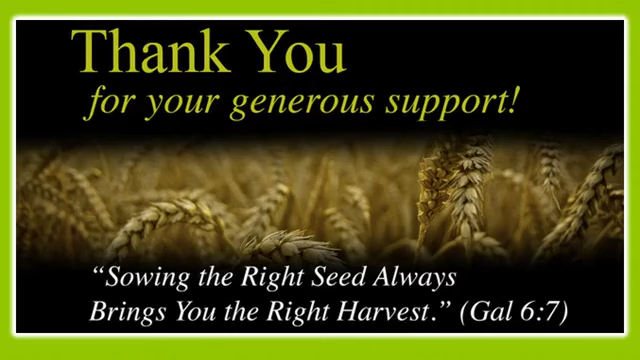 Thank You
for your generous support!
“Sowing the Right Seed Always
Brings You the Right Harvest.” (Gal 6:7)